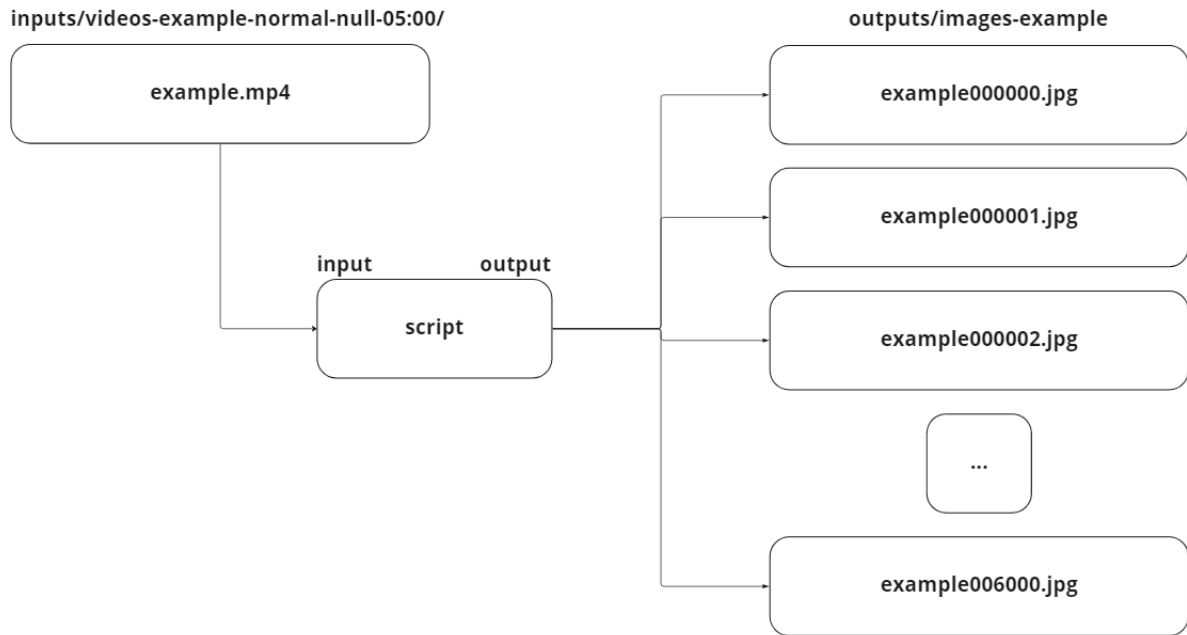 inputs/videos-example-normal-null-05:00/
example.mp4
input
output
script
outputs/images-example
example000000.jpg
example000001.jpg
example000002.jpg
...
example006000.jpg